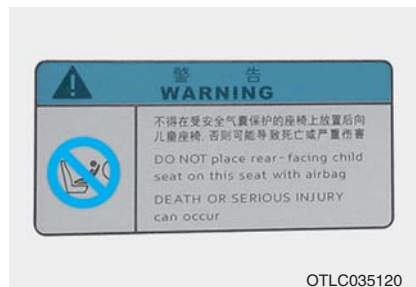 警 告
WARNING
不得在受安全气囊保护的座椅上放置后向
儿童座椅，否则可能导致死亡或严重伤害
DO NOT place rear-facing child
seat on this seat with airbag
DEATH OR SERIOUS INJURY
can occur
OTLC035120